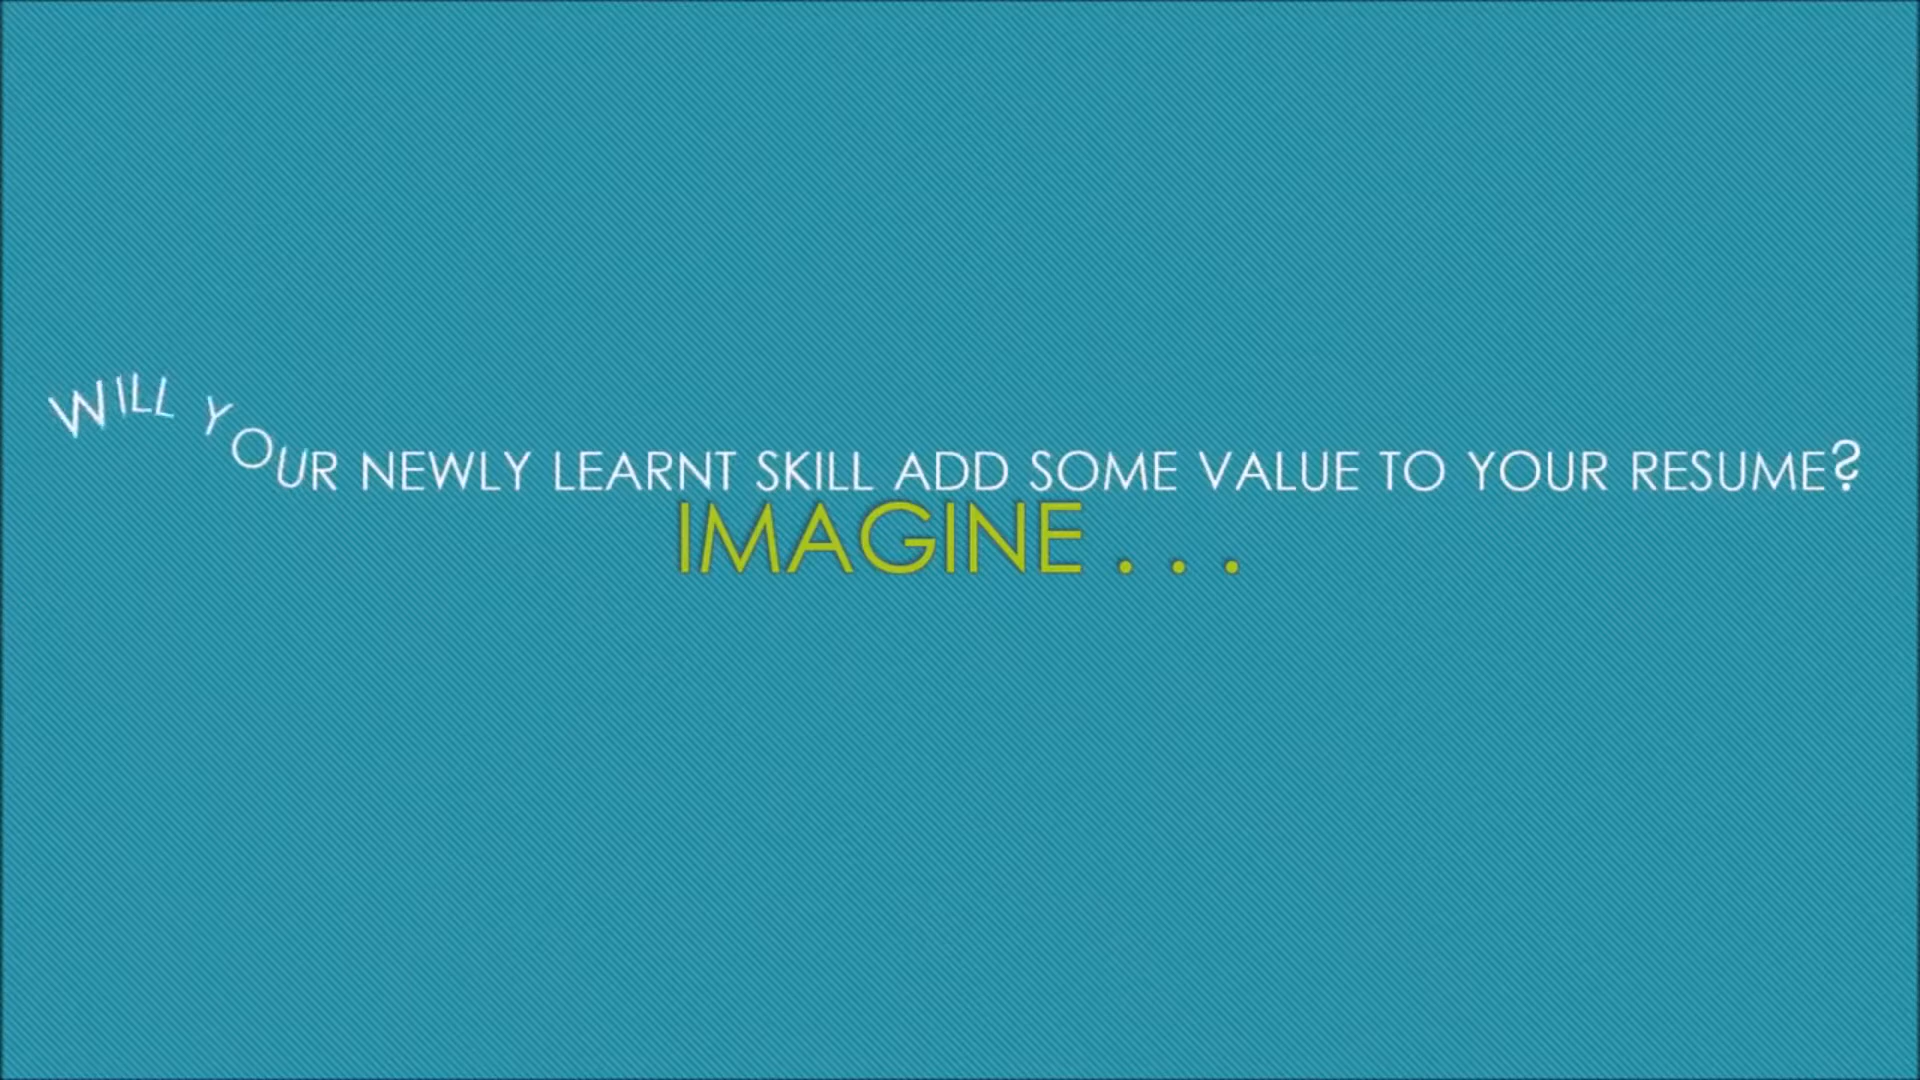 WILL YOUR NEWLY LEARNT SKILL ADD SOME VALUE TO YOUR RESUME?
IMAGINE . . .